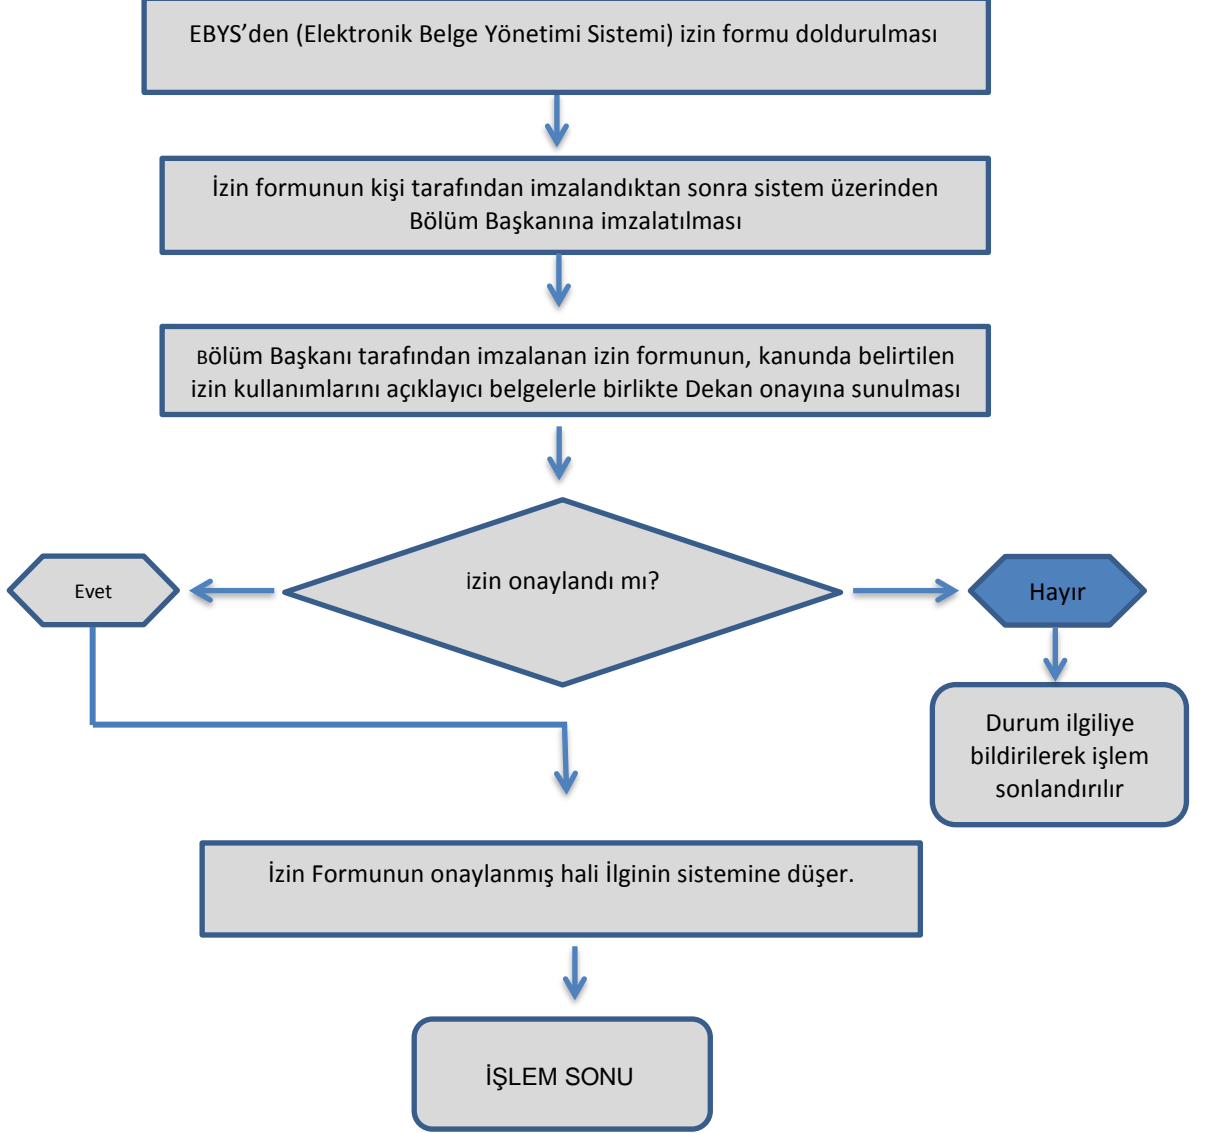 EBYS’den (Elektronik Belge Yönetimi Sistemi) izin formu doldurulması
İzin formunun kişi tarafından imzalandıktan sonra sistem üzerinden
Bölüm Başkanına imzalatılması
Bölüm Başkanı tarafından imzalanan izin formunun, kanunda belirtilen
izin kullanımlarını açıklayıcı belgelerle birlikte Dekan onayına sunulması
izin onaylandı mı?
Evet
Hayır
Durum ilgiliye
bildirilerek işlem
sonlandırılır
İzin Formunun onaylanmış hali İlginin sistemine düşer.
İŞLEM SONU